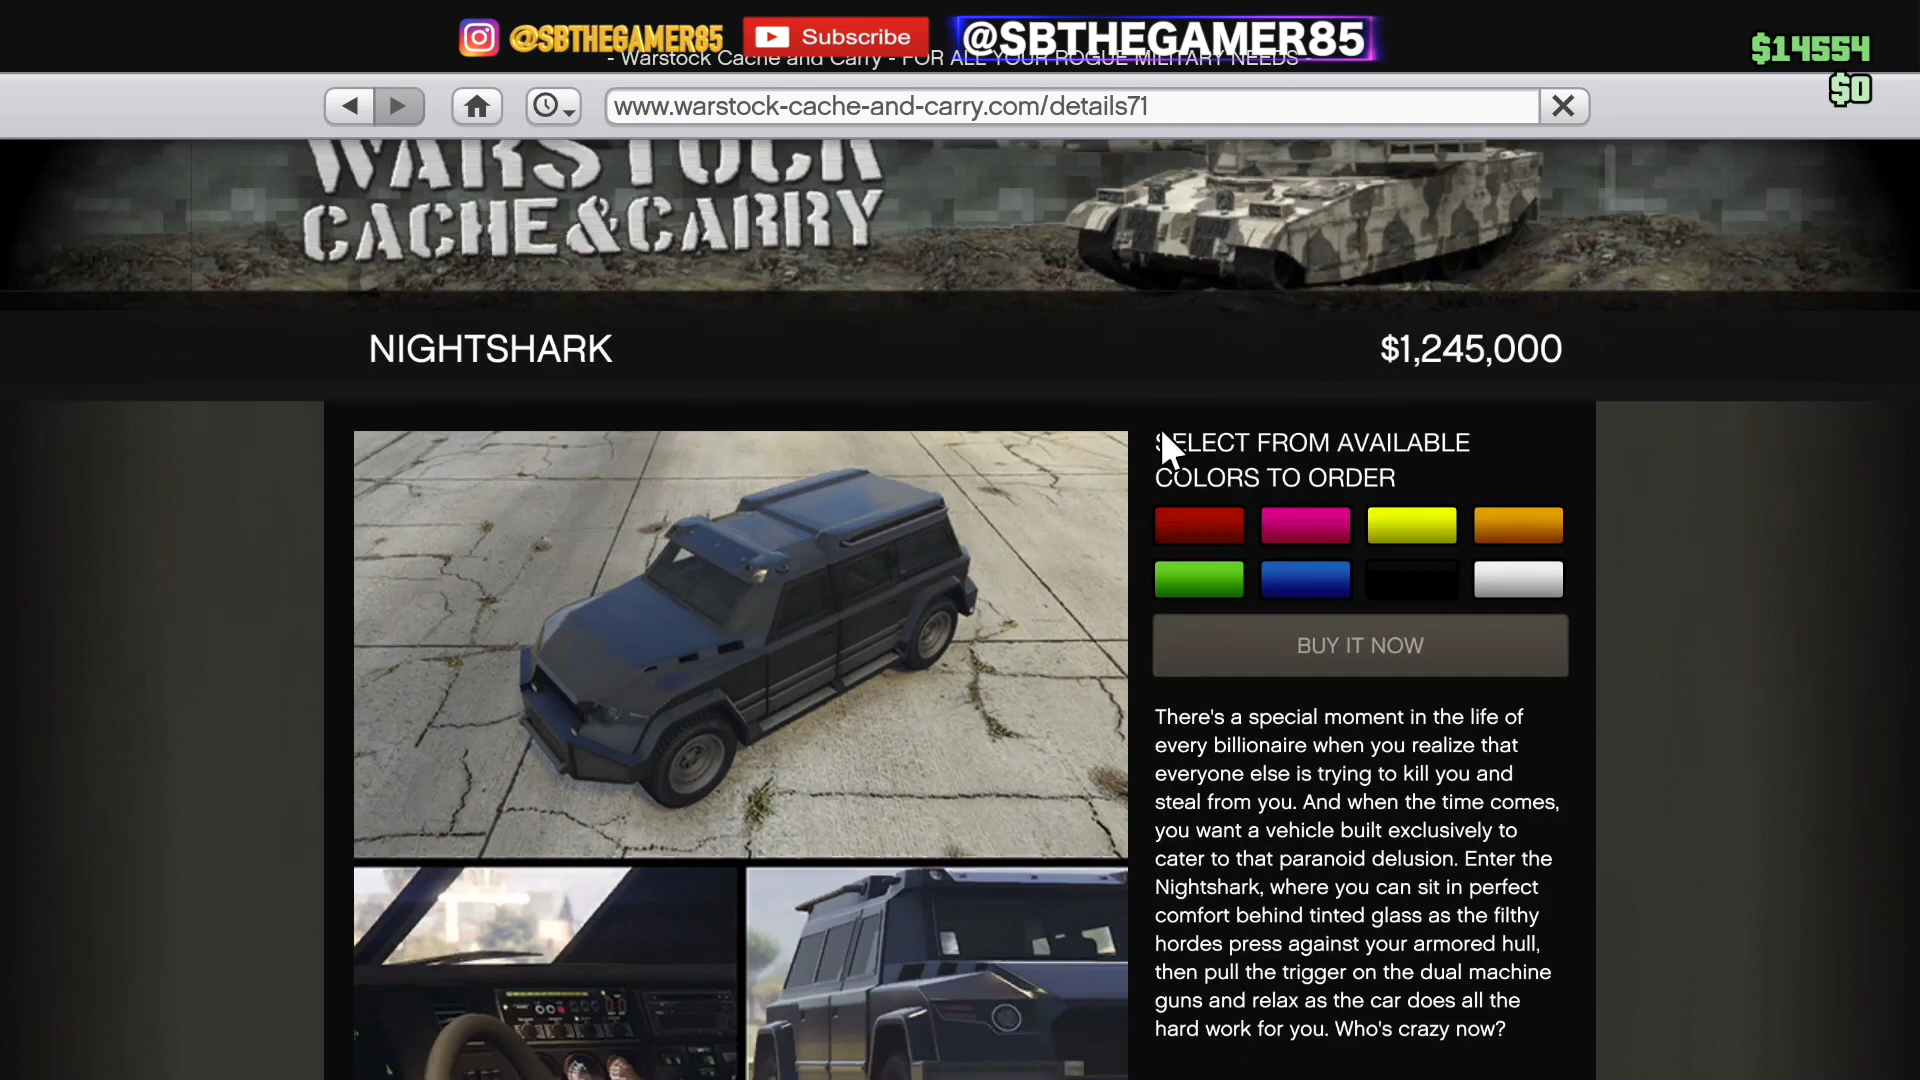 @SBTHEGAMER85 Subscribe @SBTHEGAMER85
- Warstock Cache and Carry - FOR ALL YOUR ROGUE MILITARY NEEDS -
$14554
$0
www.warstock-cache-and-carry.com/details71
WARSTOCK
CACHE&CARRY
NIGHTSHARK $1,245,000
SELECT FROM AVAILABLE
COLORS TO ORDER
BUY IT NOW
There's a special moment in the life of
every billionaire when you realize that
everyone else is trying to kill you and
steal from you. And when the time comes,
you want a vehicle built exclusively to
cater to that paranoid delusion. Enter the
Nightshark, where you can sit in perfect
comfort behind tinted glass as the filthy
hordes press against your armored hull,
then pull the trigger on the dual machine
guns and relax as the car does all the
hard work for you. Who's crazy now?